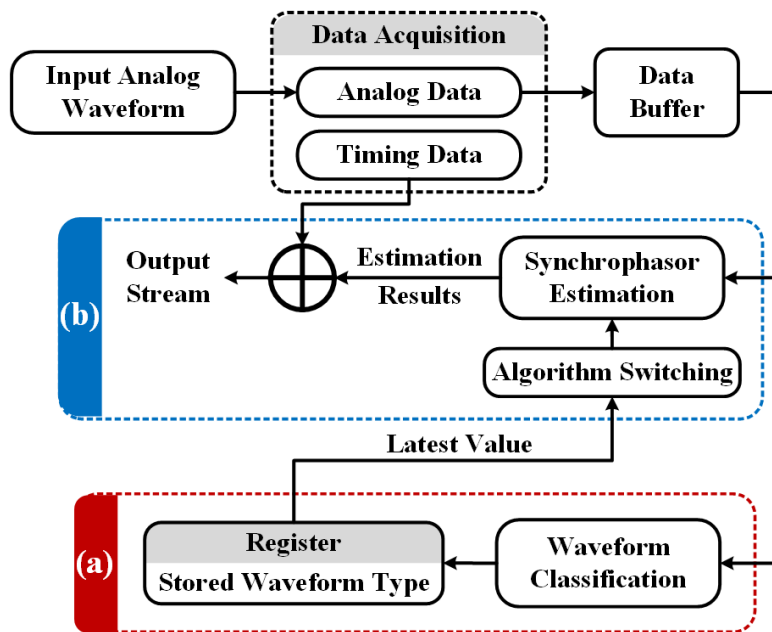 Data Acquisition
Input Analog
Waveform
Analog Data
Data
Buffer
Timing Data
(b)
Output
Stream
Estimation
Results
Synchrophasor
Estimation
Algorithm Switching
Latest Value
(a)
Register
Stored Waveform Type
Waveform
Classification